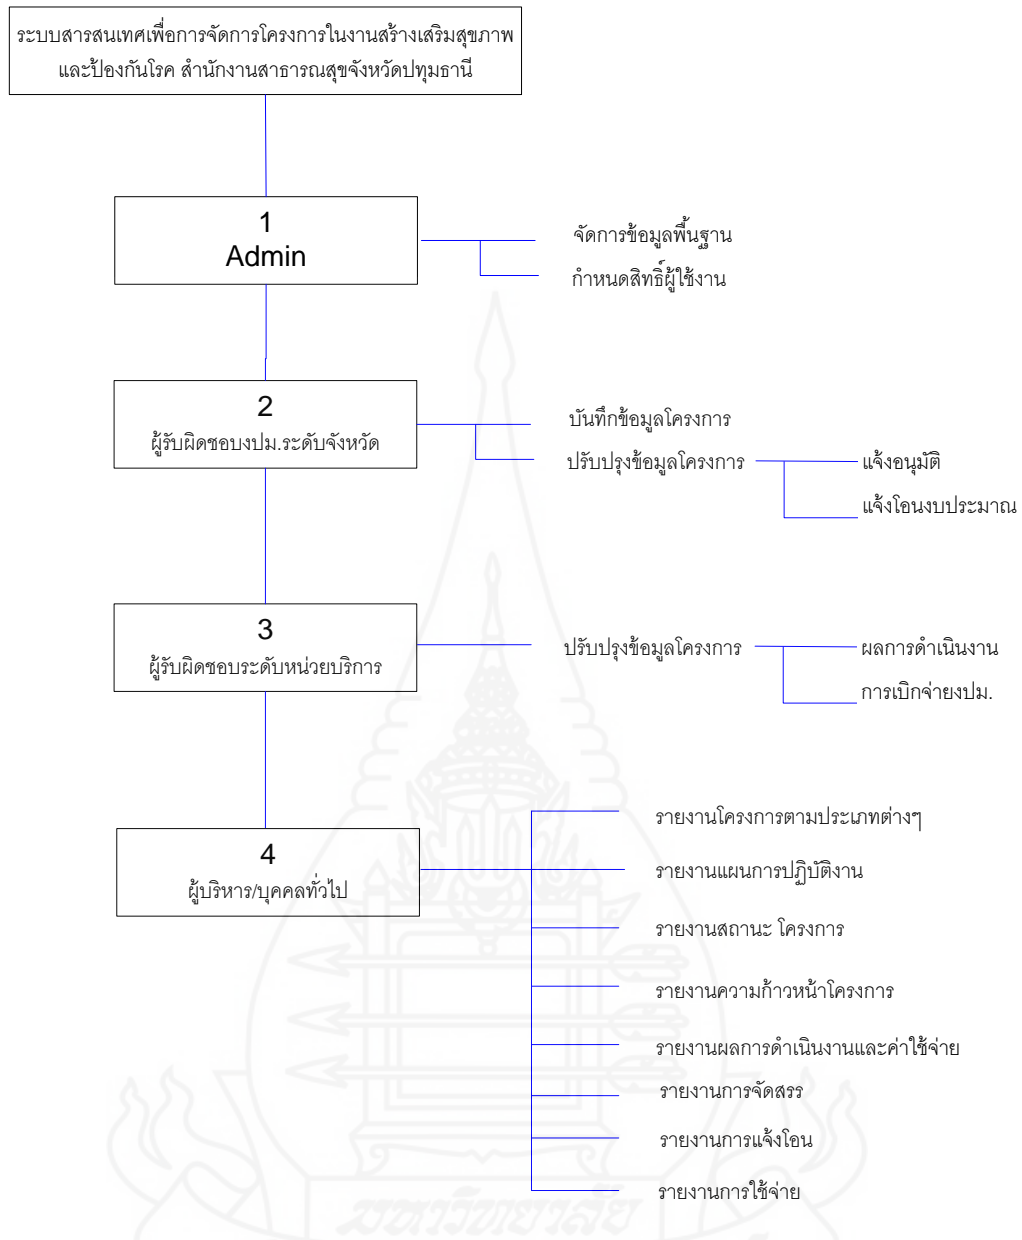 ระบบสารสนเทศเพื่อการจัดการโครงการในงานสร้างเสริมสุขภาพ
และป้องกันโรค สำนักงานสาธารณสุขจังหวัดปทุมธานี
1
Admin
จัดการข้อมูลพื้นฐาน
กำหนดสิทธิ์ผู้ใช้งาน
2
ผู้รับผิดชอบงปม.ระดับจังหวัด
บันทึกข้อมูลโครงการ
ปรับปรุงข้อมูลโครงการ
แจ้งอนุมัติ
แจ้งโอนงบประมาณ
3
ผู้รับผิดชอบระดับหน่วยบริการ
ปรับปรุงข้อมูลโครงการ
ผลการดำเนินงาน
การเบิกจ่ายงปม.
4
ผู้บริหาร/บุคคลทั่วไป
รายงานโครงการตามประเภทต่างๆ
รายงานแผนการปฏิบัติงาน
รายงานสถานะ โครงการ
รายงานความก้าวหน้าโครงการ
รายงานผลการดำเนินงานและค่าใช้จ่าย
รายงานการจัดสรร
รายงานการแจ้งโอน
รายงานการใช้จ่าย
มหาวิทยาลัย